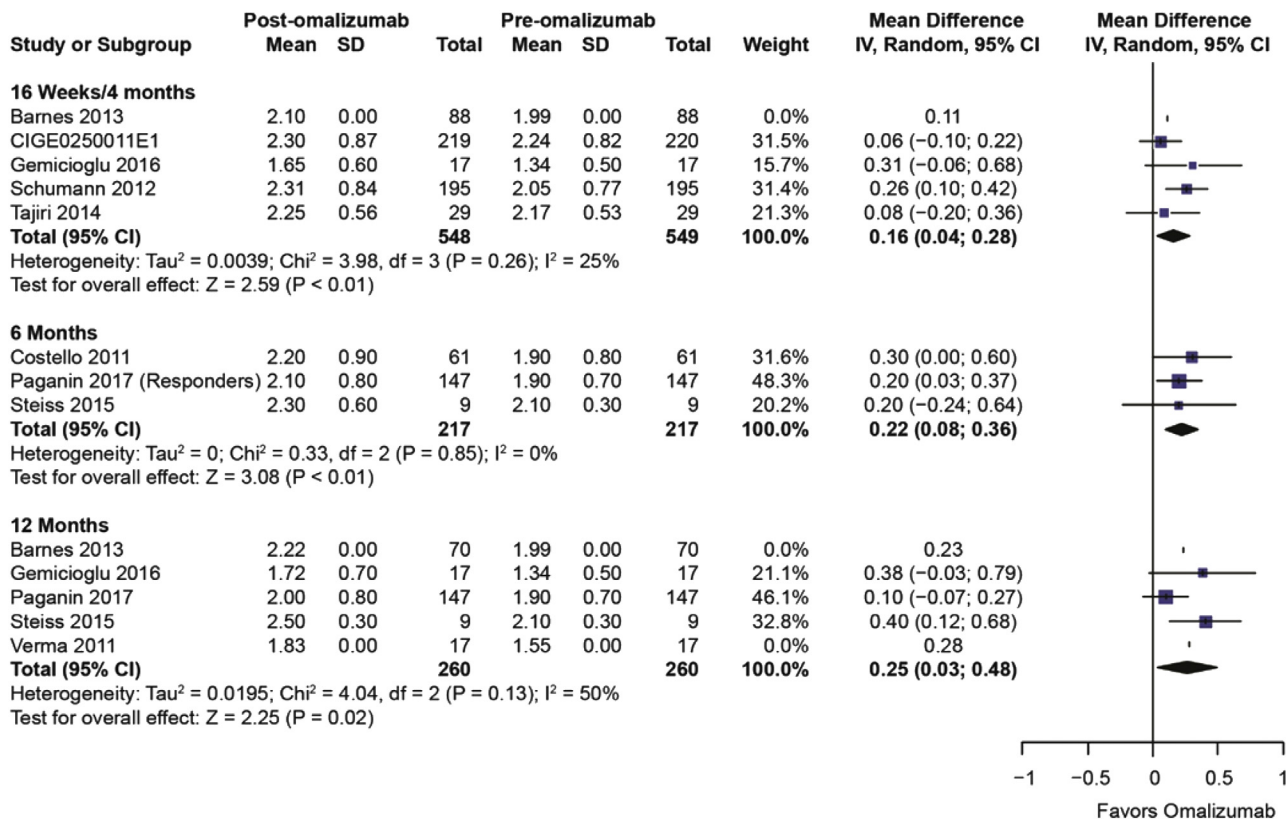 Post-omalizumab Pre-omalizumab Mean Difference Mean Difference
Study or Subgroup Mean SD Total Mean SD Total Weight IV, Random, 95% CI IV, Random, 95% CI
16 Weeks/4 months
Barnes 2013 2.10 0.00 88 1.99 0.00 88 0.0% 0.11
CIGE0250011E1 2.30 0.87 219 2.24 0.82 220 31.5% 0.06 (−0.10; 0.22)
Gemicioglu 2016 1.65 0.60 17 1.34 0.50 17 15.7% 0.31 (−0.06; 0.68)
Schumann 2012 2.31 0.84 195 2.05 0.77 195 31.4% 0.26 (0.10; 0.42)
Tajiri 2014 2.25 0.56 29 2.17 0.53 29 21.3% 0.08 (−0.20; 0.36)
Total (95% CI) 548 549 100.0% 0.16 (0.04; 0.28)
Heterogeneity: Tau² = 0.0039; Chi² = 3.98, df = 3 (P = 0.26); I² = 25%
Test for overall effect: Z = 2.59 (P < 0.01)
6 Months
Costello 2011 2.20 0.90 61 1.90 0.80 61 31.6% 0.30 (0.00; 0.60)
Paganin 2017 (Responders) 2.10 0.80 147 1.90 0.70 147 48.3% 0.20 (0.03; 0.37)
Steiss 2015 2.30 0.60 9 2.10 0.30 9 20.2% 0.20 (−0.24; 0.64)
Total (95% CI) 217 217 100.0% 0.22 (0.08; 0.36)
Heterogeneity: Tau² = 0; Chi² = 0.33, df = 2 (P = 0.85); I² = 0%
Test for overall effect: Z = 3.08 (P < 0.01)
12 Months
Barnes 2013 2.22 0.00 70 1.99 0.00 70 0.0% 0.23
Gemicioglu 2016 1.72 0.70 17 1.34 0.50 17 21.1% 0.38 (−0.03; 0.79)
Paganin 2017 2.00 0.80 147 1.90 0.70 147 46.1% 0.10 (−0.07; 0.27)
Steiss 2015 2.50 0.30 9 2.10 0.30 9 32.8% 0.40 (0.12; 0.68)
Verma 2011 1.83 0.00 17 1.55 0.00 17 0.0% 0.28
Total (95% CI) 260 260 100.0% 0.25 (0.03; 0.48)
Heterogeneity: Tau² = 0.0195; Chi² = 4.04, df = 2 (P = 0.13); I² = 50%
Test for overall effect: Z = 2.25 (P = 0.02)
−1 −0.5 0 0.5 1
Favors Omalizumab